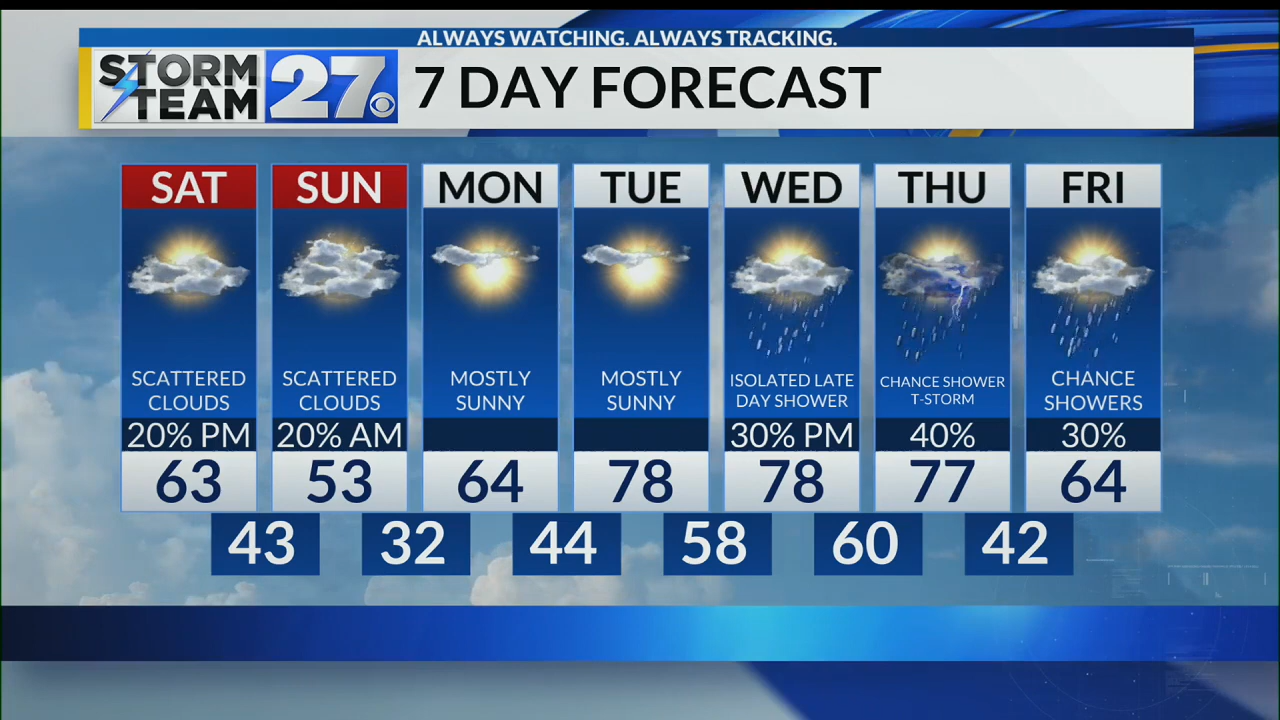 ALWAYS WATCHING. ALWAYS TRACKING.
STORM TEAM 27
7 DAY FORECAST
SAT SUN MON TUE WED THU FRI
SCATTERED CLOUDS
SCATTERED CLOUDS
MOSTLY SUNNY
MOSTLY SUNNY
ISOLATED LATE DAY SHOWER
CHANCE SHOWER T-STORM
CHANCE SHOWERS
20% PM 20% AM 30% PM 40% 30%
63 53 64 78 78 77 64
43 32 44 58 60 42